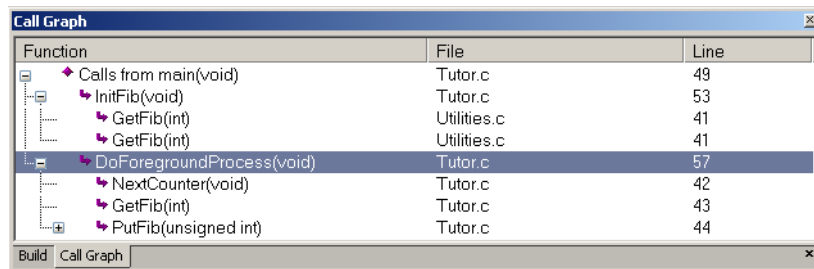 Call Graph
Function File Line
Calls from main(void) Tutor.c 49
InitFib(void) Tutor.c 53
GetFib(int) Utilities.c 41
GetFib(int) Utilities.c 41
DoForegroundProcess(void) Tutor.c 57
NextCounter(void) Tutor.c 42
GetFib(int) Tutor.c 43
PutFib(unsigned int) Tutor.c 44
Build Call Graph